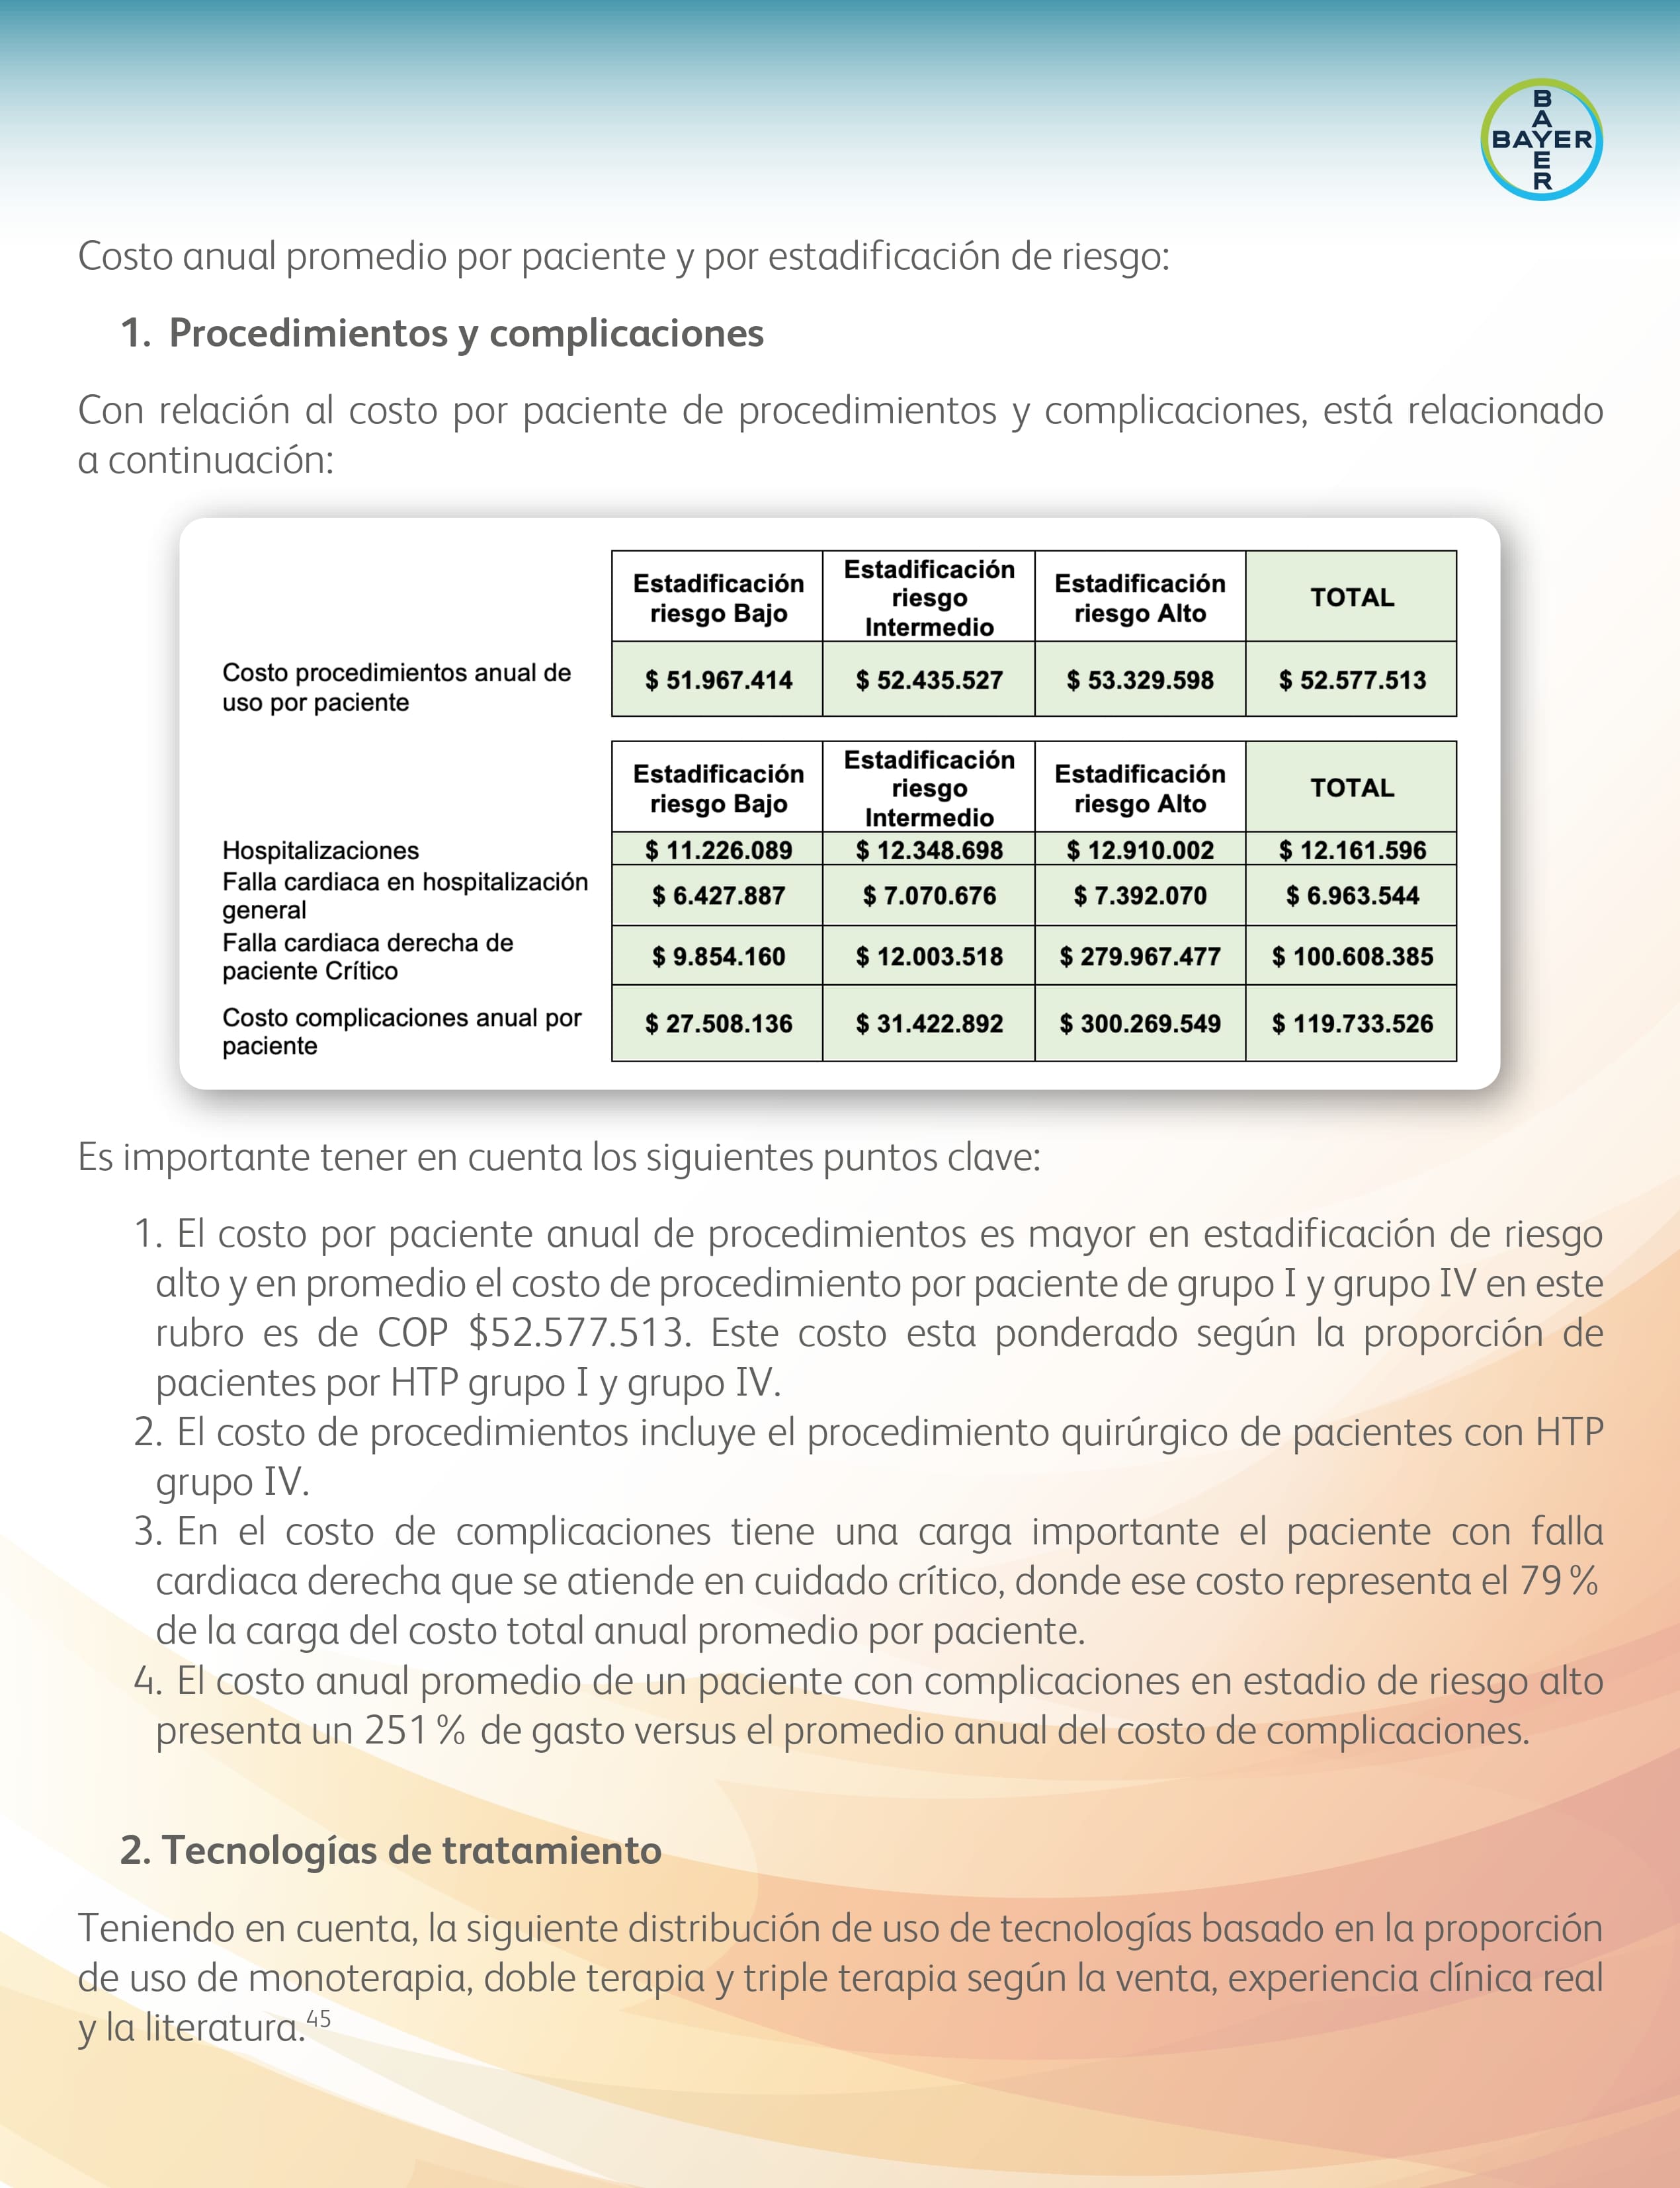 BAYER
BAYER
Costo anual promedio por paciente y por estadificación de riesgo:
1. Procedimientos y complicaciones
Con relación al costo por paciente de procedimientos y complicaciones, está relacionado
a continuación:
Estadificación riesgo Bajo Estadificación riesgo Intermedio Estadificación riesgo Alto TOTAL
Costo procedimientos anual de uso por paciente $ 51.967.414 $ 52.435.527 $ 53.329.598 $ 52.577.513
Estadificación riesgo Bajo Estadificación riesgo Intermedio Estadificación riesgo Alto TOTAL
Hospitalizaciones $ 11.226.089 $ 12.348.698 $ 12.910.002 $ 12.161.596
Falla cardiaca en hospitalización general $ 6.427.887 $ 7.070.676 $ 7.392.070 $ 6.963.544
Falla cardiaca derecha de paciente Crítico $ 9.854.160 $ 12.003.518 $ 279.967.477 $ 100.608.385
Costo complicaciones anual por paciente $ 27.508.136 $ 31.422.892 $ 300.269.549 $ 119.733.526
Es importante tener en cuenta los siguientes puntos clave:
1. El costo por paciente anual de procedimientos es mayor en estadificación de riesgo
alto y en promedio el costo de procedimiento por paciente de grupo I y grupo IV en este
rubro es de COP $52.577.513. Este costo esta ponderado según la proporción de
pacientes por HTP grupo I y grupo IV.
2. El costo de procedimientos incluye el procedimiento quirúrgico de pacientes con HTP
grupo IV.
3. En el costo de complicaciones tiene una carga importante el paciente con falla
cardiaca derecha que se atiende en cuidado crítico, donde ese costo representa el 79 %
de la carga del costo total anual promedio por paciente.
4. El costo anual promedio de un paciente con complicaciones en estadio de riesgo alto
presenta un 251 % de gasto versus el promedio anual del costo de complicaciones.
2. Tecnologías de tratamiento
Teniendo en cuenta, la siguiente distribución de uso de tecnologías basado en la proporción
de uso de monoterapia, doble terapia y triple terapia según la venta, experiencia clínica real
y la literatura.45